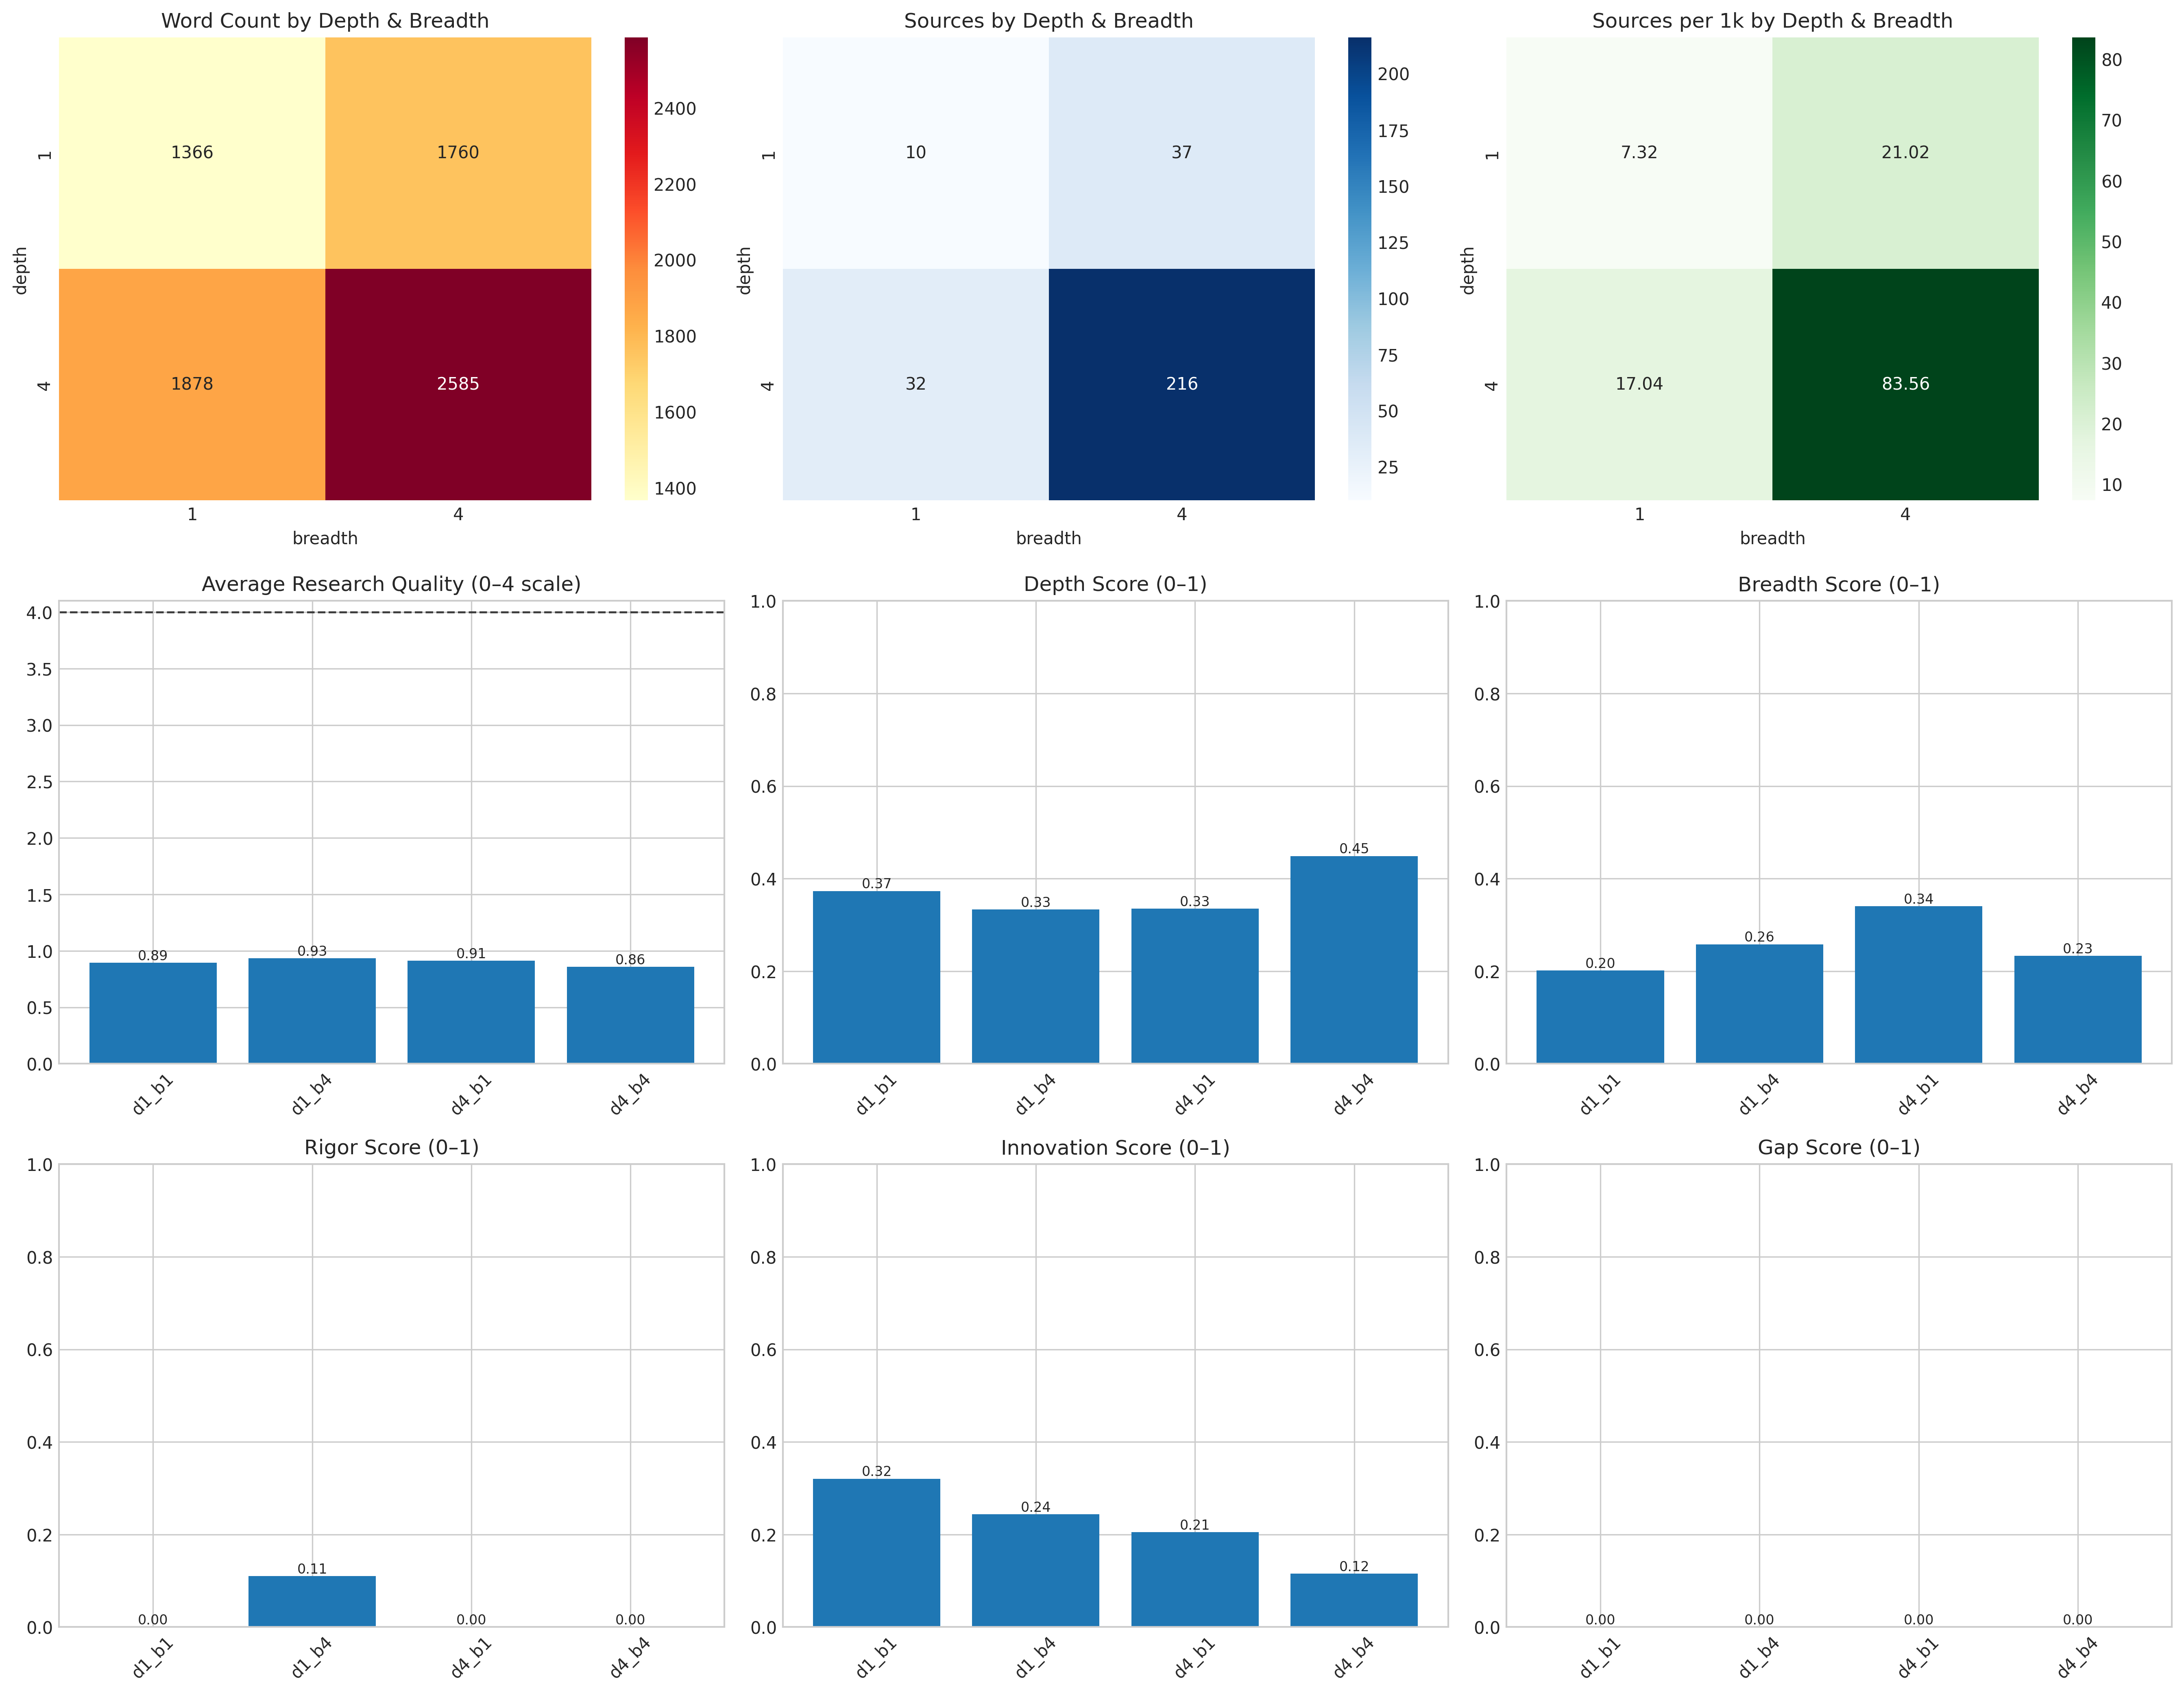 Word Count by Depth & Breadth
1366 1760
1878 2585
1
4
depth
1 4
breadth
2400
2200
2000
1800
1600
1400
Sources by Depth & Breadth
10 37
32 216
1
4
depth
1 4
breadth
200
175
150
125
100
75
50
25
Sources per 1k by Depth & Breadth
7.32 21.02
17.04 83.56
1
4
depth
1 4
breadth
80
70
60
50
40
30
20
10
Average Research Quality (0–4 scale)
4.0
3.5
3.0
2.5
2.0
1.5
1.0
0.5
0.0
0.89 0.93 0.91 0.86
d1_b1 d1_b4 d4_b1 d4_b4
Depth Score (0–1)
1.0
0.8
0.6
0.4
0.2
0.0
0.37 0.33 0.33 0.45
d1_b1 d1_b4 d4_b1 d4_b4
Breadth Score (0–1)
1.0
0.8
0.6
0.4
0.2
0.0
0.20 0.26 0.34 0.23
d1_b1 d1_b4 d4_b1 d4_b4
Rigor Score (0–1)
1.0
0.8
0.6
0.4
0.2
0.0
0.00 0.11 0.00 0.00
d1_b1 d1_b4 d4_b1 d4_b4
Innovation Score (0–1)
1.0
0.8
0.6
0.4
0.2
0.0
0.32 0.24 0.21 0.12
d1_b1 d1_b4 d4_b1 d4_b4
Gap Score (0–1)
1.0
0.8
0.6
0.4
0.2
0.0
0.00 0.00 0.00 0.00
d1_b1 d1_b4 d4_b1 d4_b4